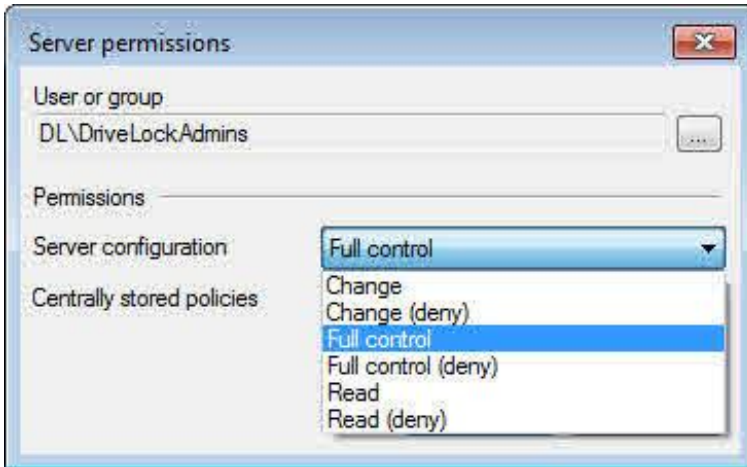 Server permissions
User or group
DL\DriveLockAdmins
...
Permissions
Server configuration
Full control
Centrally stored policies
Change
Change (deny)
Full control
Full control (deny)
Read
Read (deny)